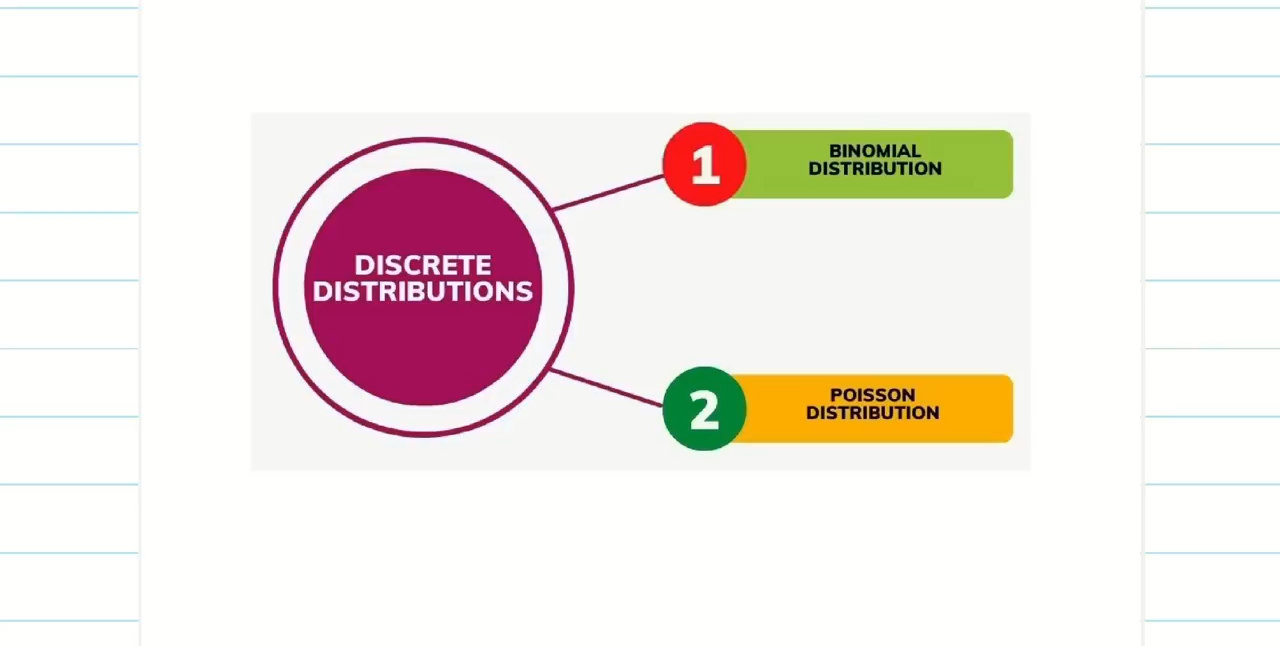 DISCRETE
DISTRIBUTIONS
1
BINOMIAL
DISTRIBUTION
2
POISSON
DISTRIBUTION